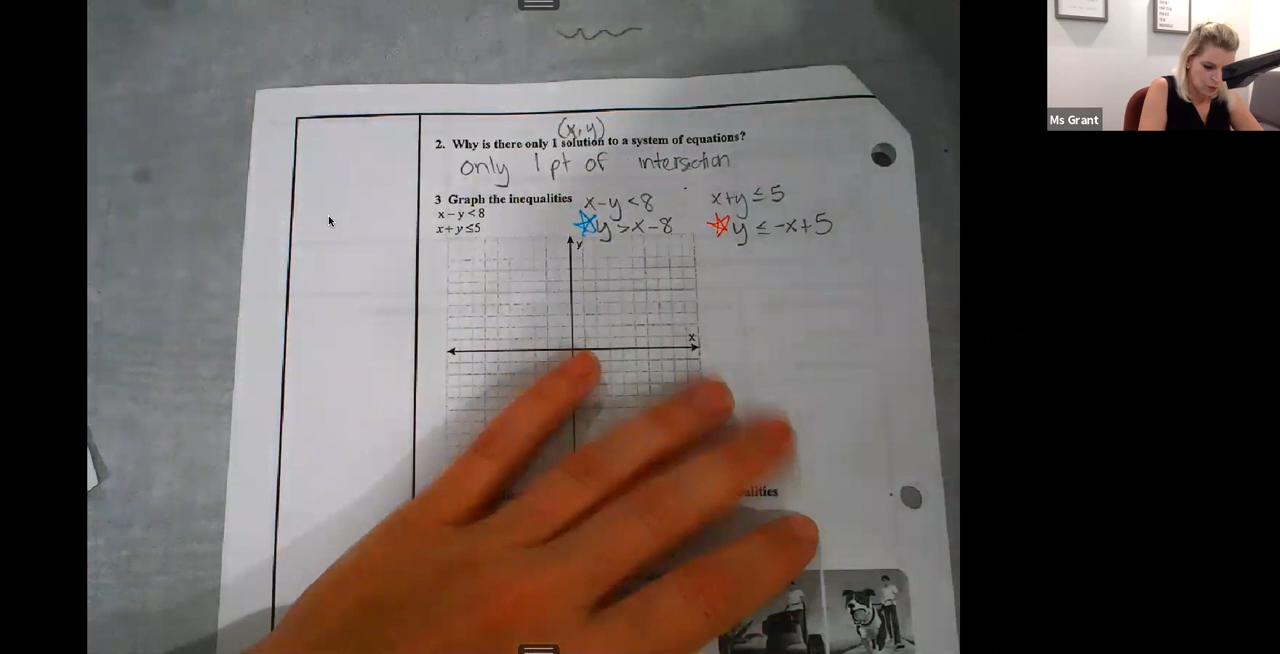 Ms Grant
(x,y)
2. Why is there only 1 solution to a system of equations?
only 1 pt of intersection
3 Graph the inequalities
x-y<8
x+y≤5
x-y<8
☆y>x-8
x+y≤5
☆y≤-x+5
y
x
alities